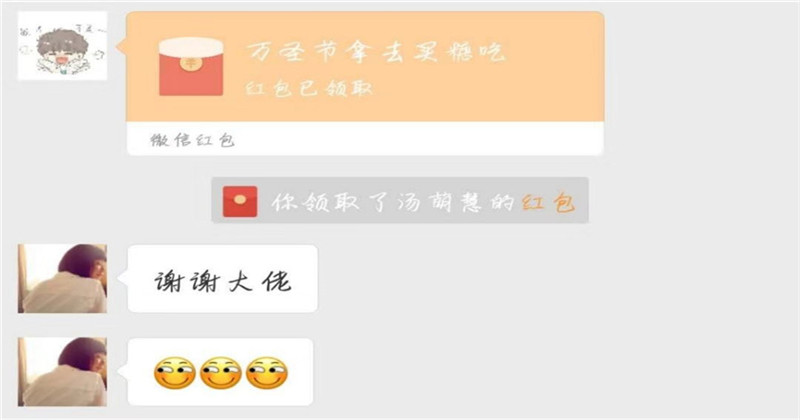 万圣节拿去买糖吃
红包已领取
微信红包
你领取了汤萌慧的红包
谢谢大佬